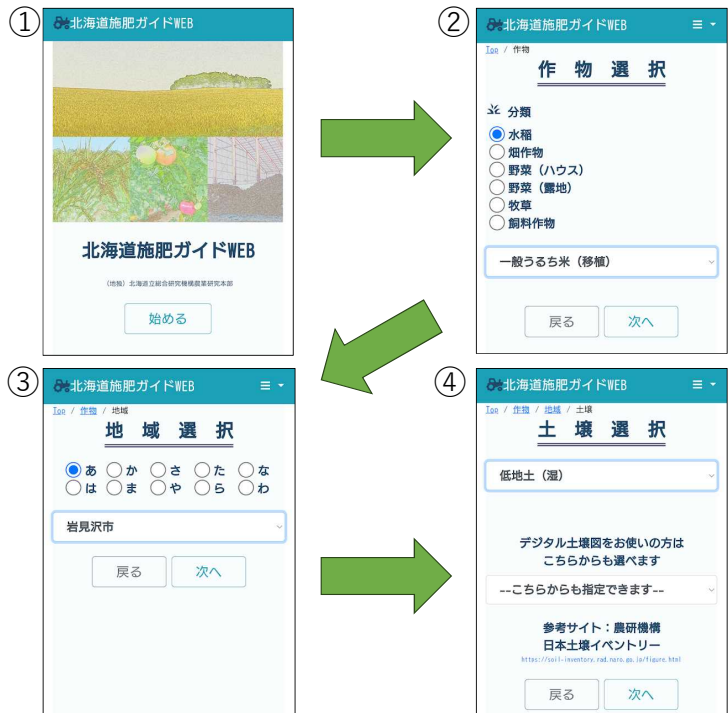 ①
北海道施肥ガイドWEB
北海道施肥ガイドWEB
(地独)北海道立総合研究機構農業研究本部
始める
②
北海道施肥ガイドWEB
Top / 作物
作物選択
分類
水稲
畑作物
野菜(ハウス)
野菜(露地)
牧草
飼料作物
一般うるち米(移植)
戻る 次へ
③
北海道施肥ガイドWEB
Top / 作物 / 地域
地域選択
あ か さ た な
は ま や ら わ
岩見沢市
戻る 次へ
④
北海道施肥ガイドWEB
Top / 作物 / 地域 / 土壌
土壌選択
低地土(湿)
デジタル土壌図をお使いの方は
こちらからも選べます
--こちらからも指定できます--
参考サイト:農研機構
日本土壌イベントリー
https://soil-inventory.rad.naro.go.jp/figure.html
戻る 次へ